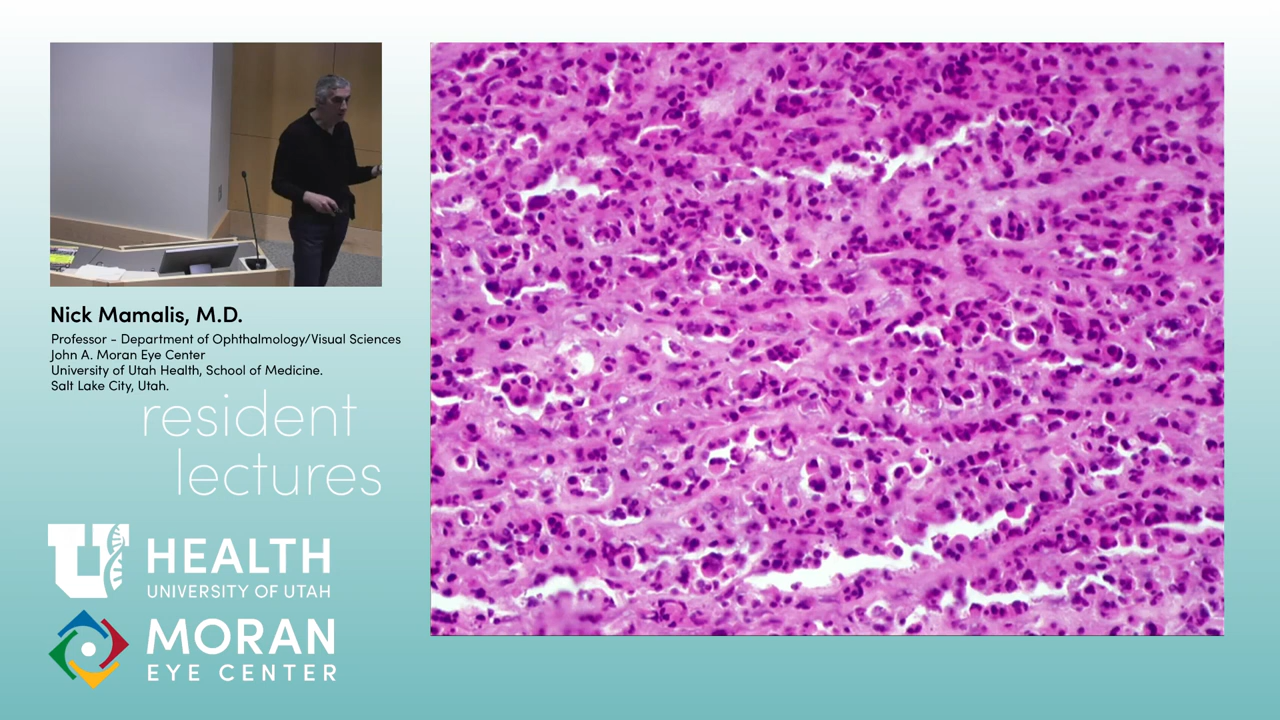 Nick Mamalis, M.D.
Professor - Department of Ophthalmology/Visual Sciences
John A. Moran Eye Center
University of Utah Health, School of Medicine.
Salt Lake City, Utah.
resident
lectures
U HEALTH
UNIVERSITY OF UTAH
MORAN
EYE CENTER